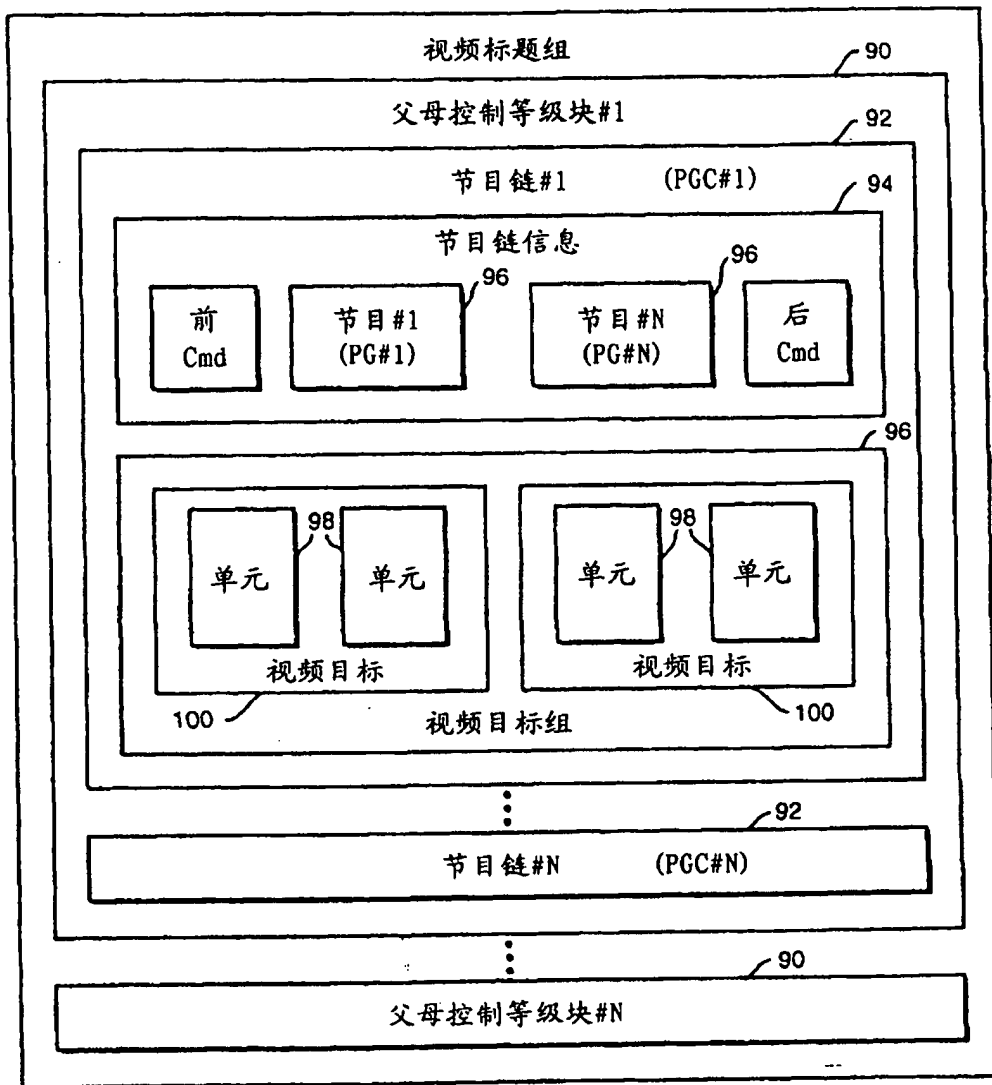 视频标题组
90
父母控制等级块#1
92
节目链#1 (PGC#1)
94
节目链信息
96
96
前
Cmd
节目#1
(PG#1)
节目#N
(PG#N)
后
Cmd
96
单元
98
单元
单元
98
单元
视频目标
视频目标
100
视频目标组
100
92
节目链#N (PGC#N)
90
父母控制等级块#N